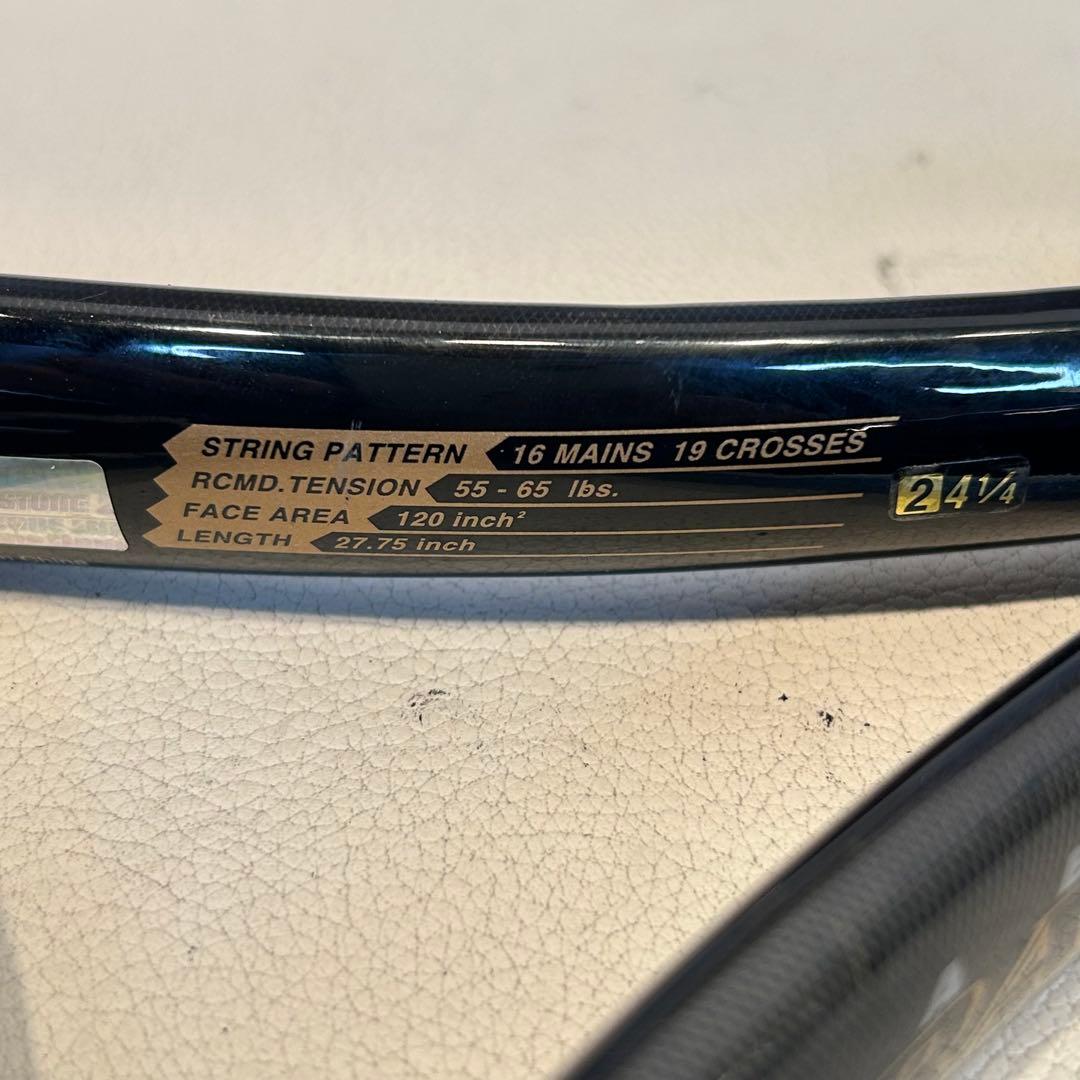 STRING PATTERN 16 MAINS 19 CROSSES
RCMD. TENSION 55 - 65 lbs.
FACE AREA 120 inch²
LENGTH 27.75 inch
2 4 1/4